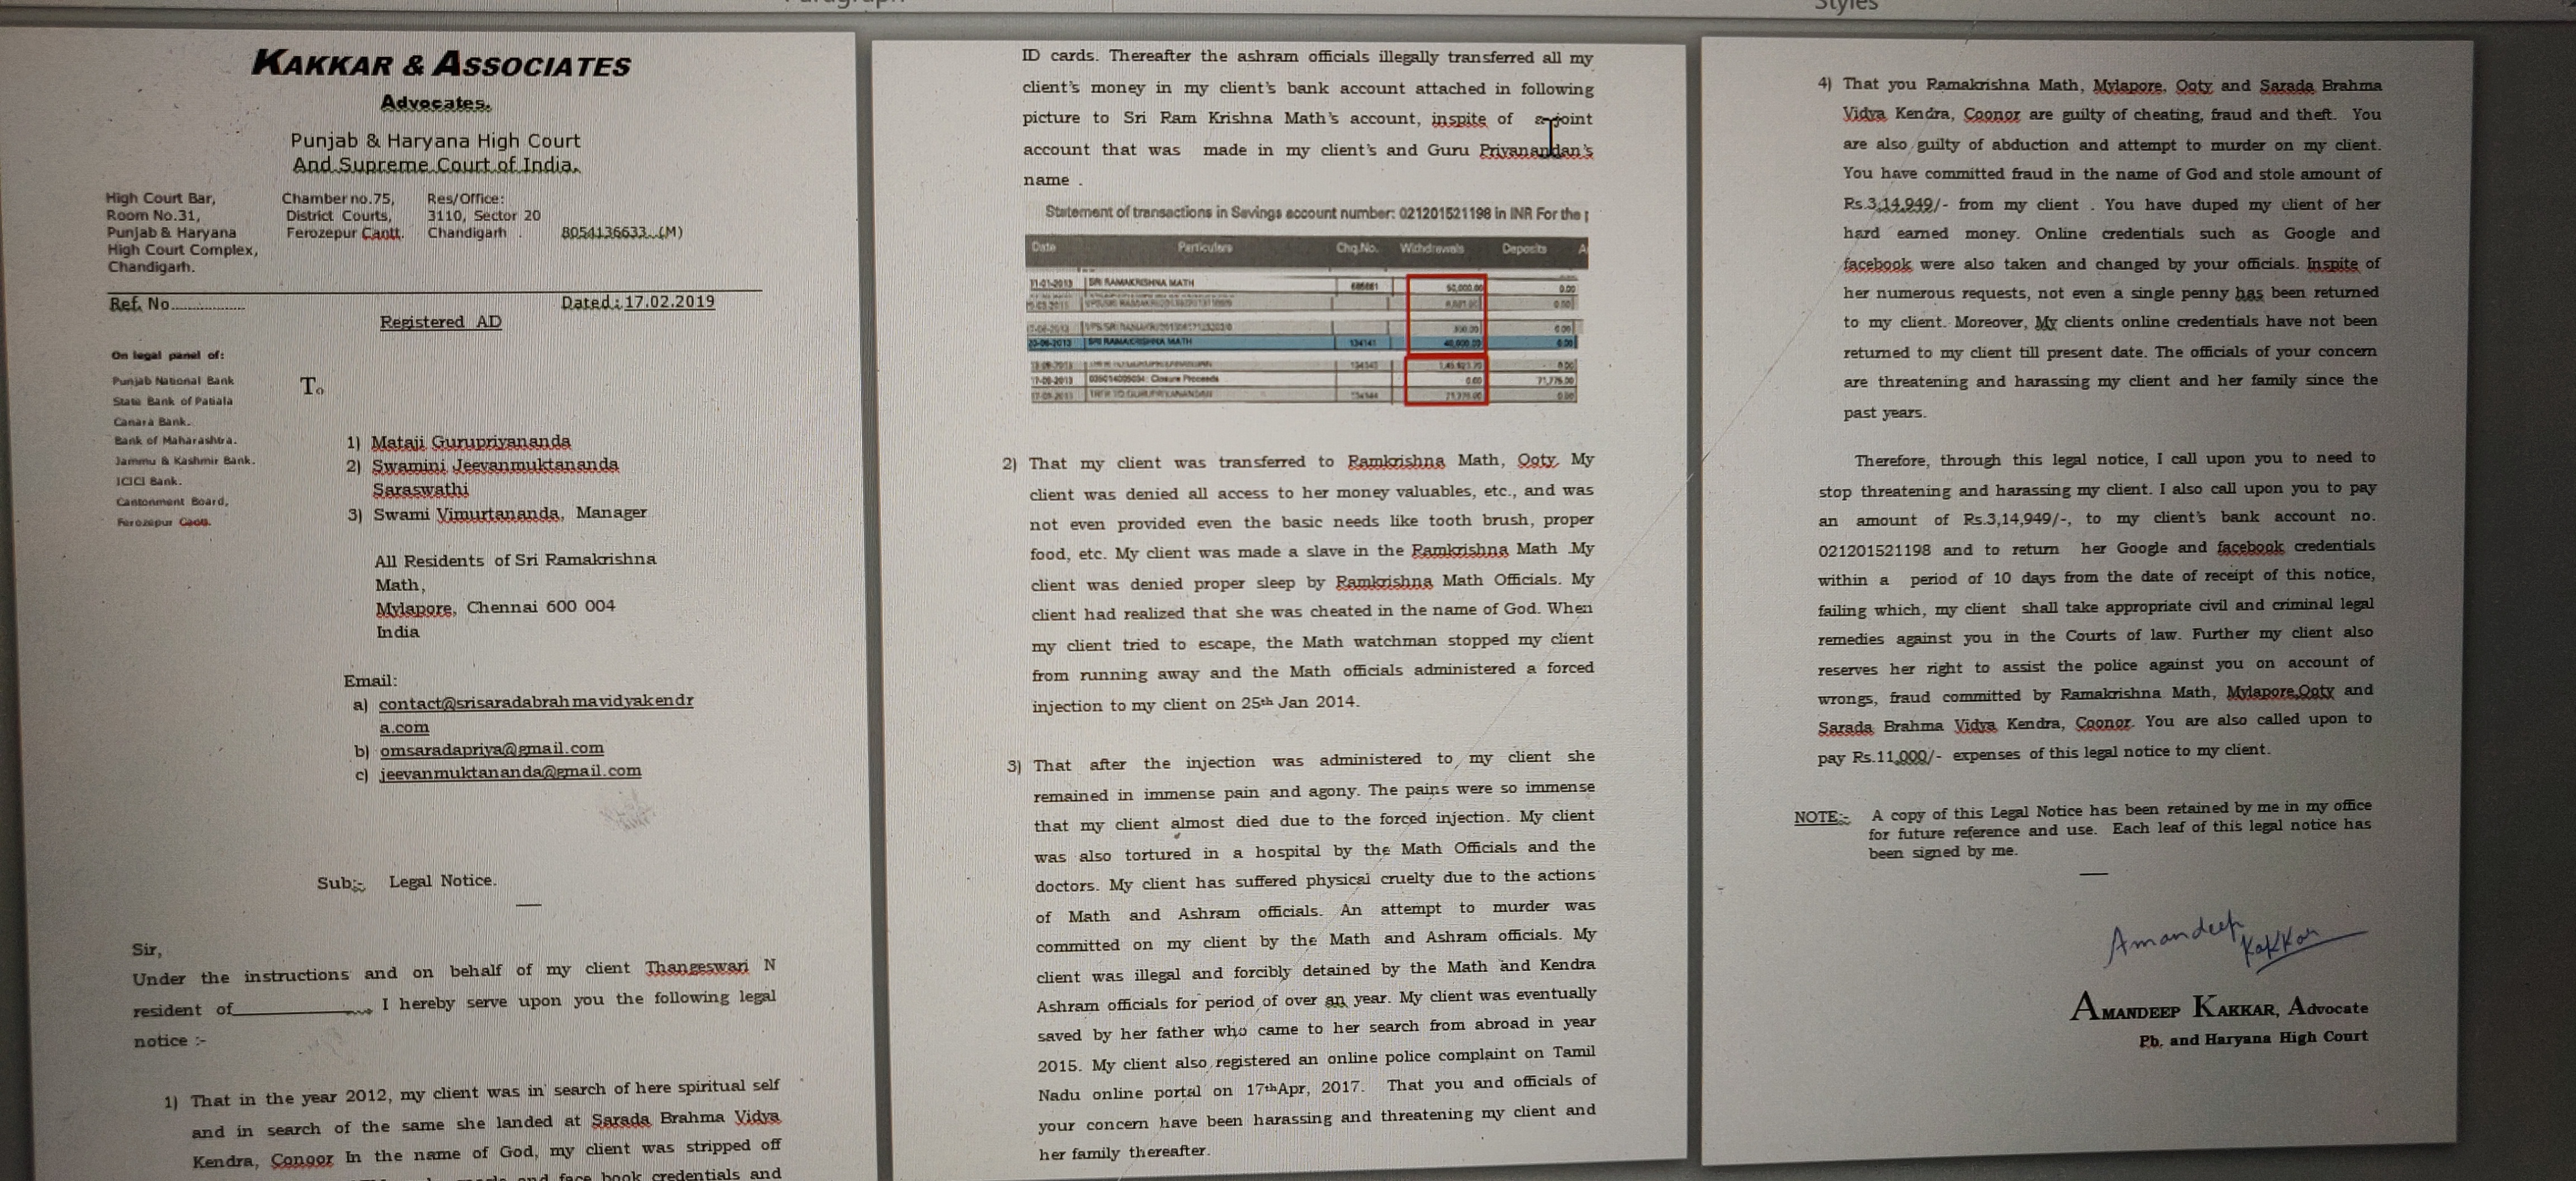 Styles
KAKKAR & ASSOCIATES
Advocates.
Punjab & Haryana High Court
And Supreme Court of India.
High Court Bar,
Room No.31,
Punjab & Haryana
High Court Complex,
Chandigarh.
Chamber no.75,
District Courts,
Ferozepur Cantt.
Res/Office:
3110, Sector 20
Chandigarh .
8054136633 (M)
Ref. No
Dated: 17.02.2019
Registered AD
On legal panel of:
Punjab National Bank
State Bank of Patiala
Canara Bank.
Bank of Maharashtra.
Jammu & Kashmir Bank.
ICICI Bank.
Cantonment Board,
Ferozepur Cantt.
To
1) Mataji Gurupriyananda
2) Swamini Jeevanmuktananda
Saraswathi
3) Swami Vimurtananda, Manager
All Residents of Sri Ramakrishna
Math,
Mylapore, Chennai 600 004
India
Email:
a) contact@srisaradabrahmavidyakendr
a.com
b) omsaradapriya@gmail.com
c) jeevanmuktananda@gmail.com
Sub:- Legal Notice.
Sir,
Under the instructions and on behalf of my client Thangeswari N
resident of , I hereby serve upon you the following legal
notice :-
1) That in the year 2012, my client was in search of here spiritual self
and in search of the same she landed at Sarada Brahma Vidya
Kendra, Conoor In the name of God, my client was stripped off
face book credentials and
ID cards. Thereafter the ashram officials illegally transferred all my
client's money in my client's bank account attached in following
picture to Sri Ram Krishna Math's account, inspite of a joint
account that was made in my client's and Guru Priyanandan's
name .
Statement of transactions in Savings account number: 021201521198 in INR For the
Date Particulars Chq.No. Withdrawals Deposits A
11-01-2013 SRI RAMAKRISHNA MATH 50,000.00 0.00
300.00 0.00
20-06-2013 SRI RAMAKRISHNA MATH 134141 40,000.00 0.00
Closure Proceeds 0.00 71,775.00
2) That my client was transferred to Ramkrishna Math, Ooty. My
client was denied all access to her money valuables, etc., and was
not even provided even the basic needs like tooth brush, proper
food, etc. My client was made a slave in the Ramkrishna Math .My
client was denied proper sleep by Ramkrishna Math Officials. My
client had realized that she was cheated in the name of God. When
my client tried to escape, the Math watchman stopped my client
from running away and the Math officials administered a forced
injection to my client on 25th Jan 2014.
3) That after the injection was administered to my client she
remained in immense pain and agony. The pains were so immense
that my client almost died due to the forced injection. My client
was also tortured in a hospital by the Math Officials and the
doctors. My client has suffered physical cruelty due to the actions
of Math and Ashram officials. An attempt to murder was
committed on my client by the Math and Ashram officials. My
client was illegal and forcibly detained by the Math and Kendra
Ashram officials for period of over an year. My client was eventually
saved by her father who came to her search from abroad in year
2015. My client also registered an online police complaint on Tamil
Nadu online portal on 17thApr, 2017. That you and officials of
your concern have been harassing and threatening my client and
her family thereafter.
4) That you Ramakrishna Math, Mylapore, Ooty and Sarada Brahma
Vidya Kendra, Coonor are guilty of cheating, fraud and theft. You
are also guilty of abduction and attempt to murder on my client.
You have committed fraud in the name of God and stole amount of
Rs.3,14,949/- from my client . You have duped my client of her
hard earned money. Online credentials such as Google and
facebook were also taken and changed by your officials. Inspite of
her numerous requests, not even a single penny has been returned
to my client. Moreover, My clients online credentials have not been
returned to my client till present date. The officials of your concern
are threatening and harassing my client and her family since the
past years.
Therefore, through this legal notice, I call upon you to need to
stop threatening and harassing my client. I also call upon you to pay
an amount of Rs.3,14,949/-, to my client's bank account no.
021201521198 and to return her Google and facebook credentials
within a period of 10 days from the date of receipt of this notice,
failing which, my client shall take appropriate civil and criminal legal
remedies against you in the Courts of law. Further my client also
reserves her right to assist the police against you on account of
wrongs, fraud committed by Ramakrishna Math, Mylapore,Ooty and
Sarada Brahma Vidya Kendra, Coonor. You are also called upon to
pay Rs.11,000/- expenses of this legal notice to my client.
NOTE:- A copy of this Legal Notice has been retained by me in my office
for future reference and use. Each leaf of this legal notice has
been signed by me.
Amandeep
Kakkar
AMANDEEP KAKKAR, Advocate
Pb. and Haryana High Court